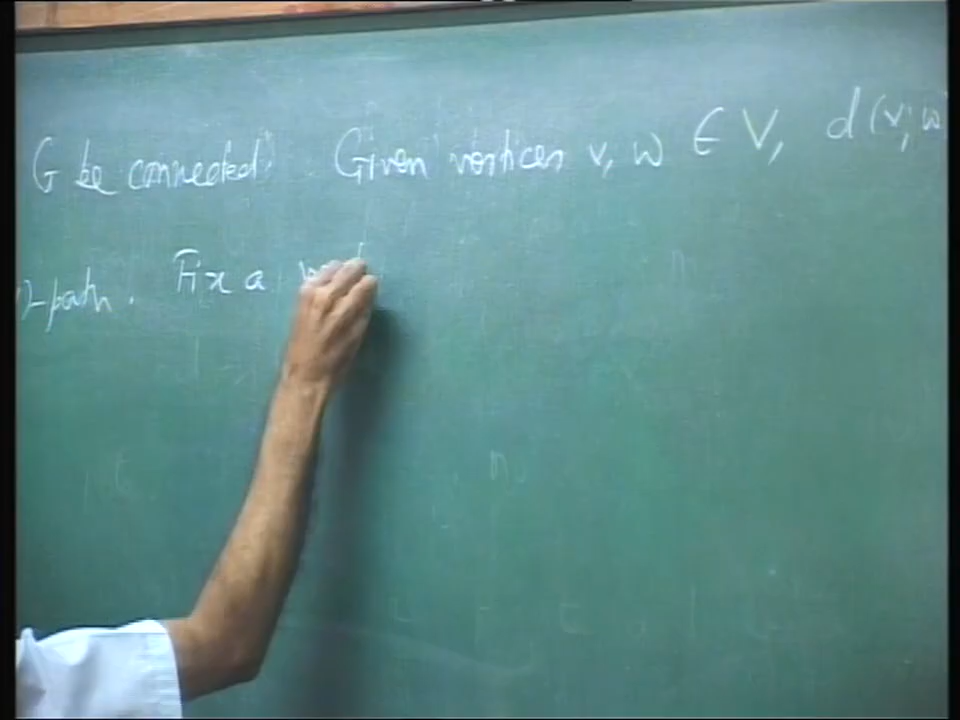 G be connected. Given vertices v, w ∈ V, d(v, w
)-path. Fix a